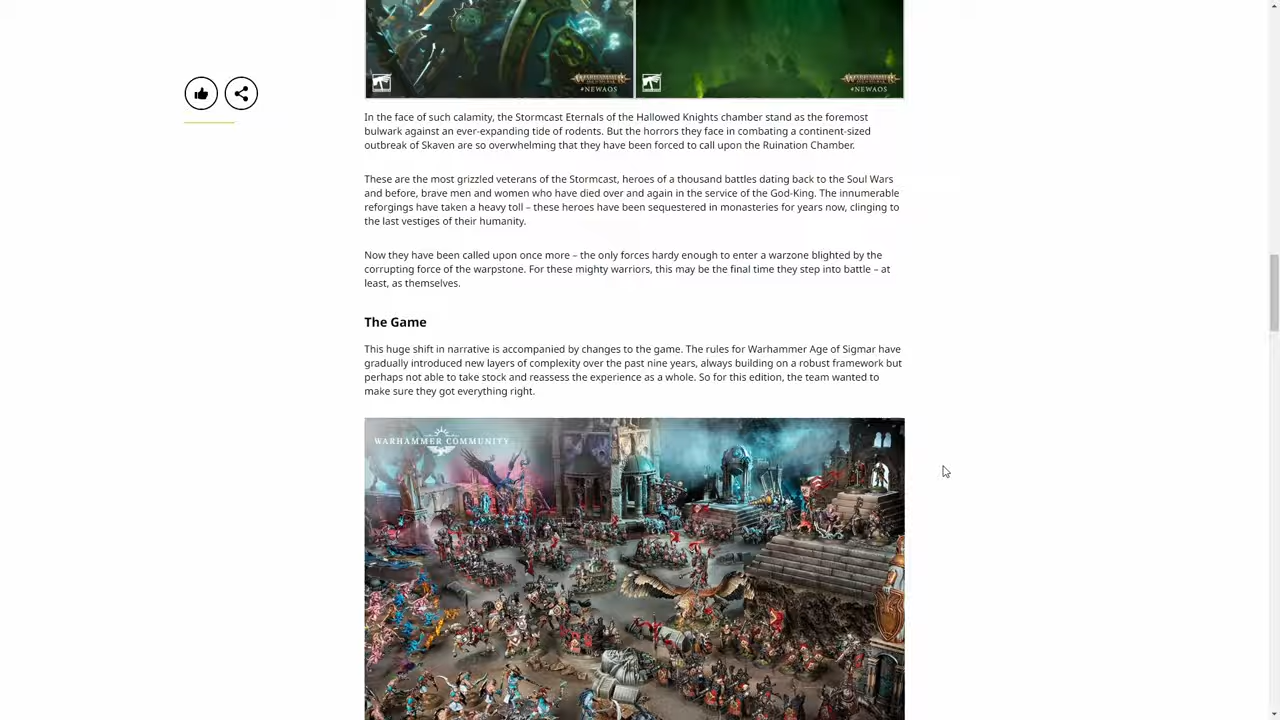 WARHAMMER
#NEWAOS
WARHAMMER
#NEWAOS
In the face of such calamity, the Stormcast Eternals of the Hallowed Knights chamber stand as the foremost
bulwark against an ever-expanding tide of rodents. But the horrors they face in combating a continent-sized
outbreak of Skaven are so overwhelming that they have been forced to call upon the Ruination Chamber.
These are the most grizzled veterans of the Stormcast, heroes of a thousand battles dating back to the Soul Wars
and before, brave men and women who have died over and again in the service of the God-King. The innumerable
reforgings have taken a heavy toll – these heroes have been sequestered in monasteries for years now, clinging to
the last vestiges of their humanity.
Now they have been called upon once more – the only forces hardy enough to enter a warzone blighted by the
corrupting force of the warpstone. For these mighty warriors, this may be the final time they step into battle – at
least, as themselves.
The Game
This huge shift in narrative is accompanied by changes to the game. The rules for Warhammer Age of Sigmar have
gradually introduced new layers of complexity over the past nine years, always building on a robust framework but
perhaps not able to take stock and reassess the experience as a whole. So for this edition, the team wanted to
make sure they got everything right.
WARHAMMER COMMUNITY